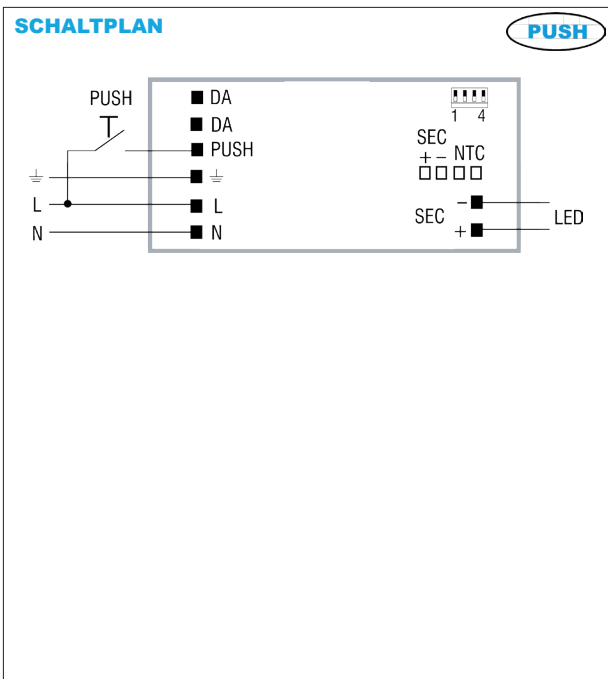 SCHALTPLAN
PUSH
PUSH
DA
DA
PUSH
L
L
N
N
1 4
SEC
+ - NTC
SEC
-
+
LED